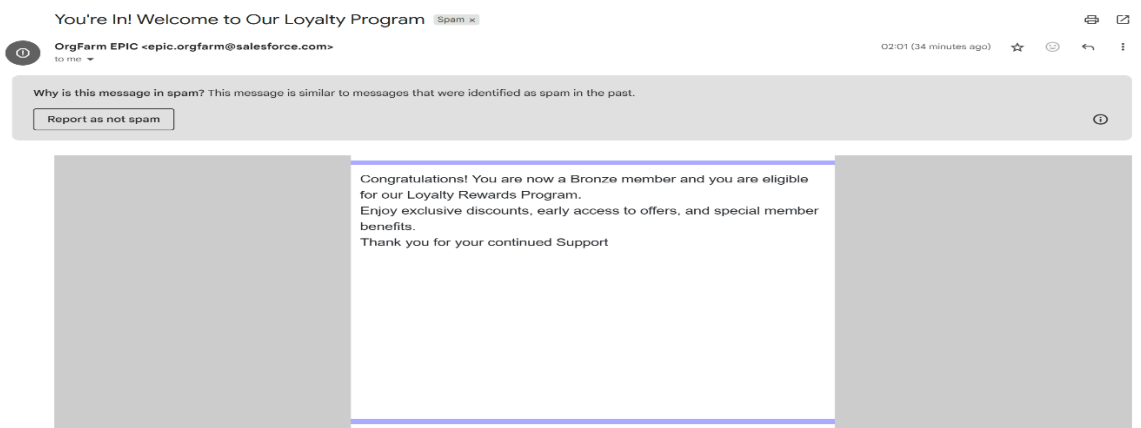 You're In! Welcome to Our Loyalty Program Spam ×
OrgFarm EPIC <epic.orgfarm@salesforce.com> 02:01 (34 minutes ago)
to me
Why is this message in spam? This message is similar to messages that were identified as spam in the past.
Report as not spam
Congratulations! You are now a Bronze member and you are eligible
for our Loyalty Rewards Program.
Enjoy exclusive discounts, early access to offers, and special member
benefits.
Thank you for your continued Support